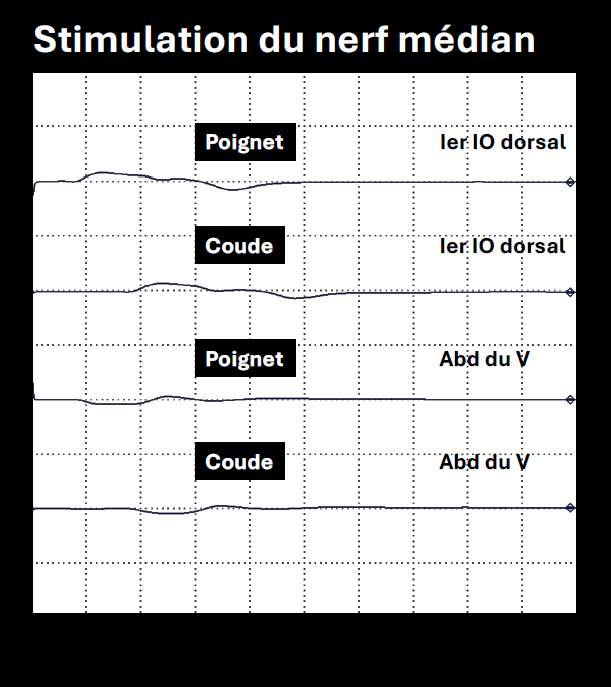 Stimulation du nerf médian
Poignet Ier IO dorsal
Coude Ier IO dorsal
Poignet Abd du V
Coude Abd du V